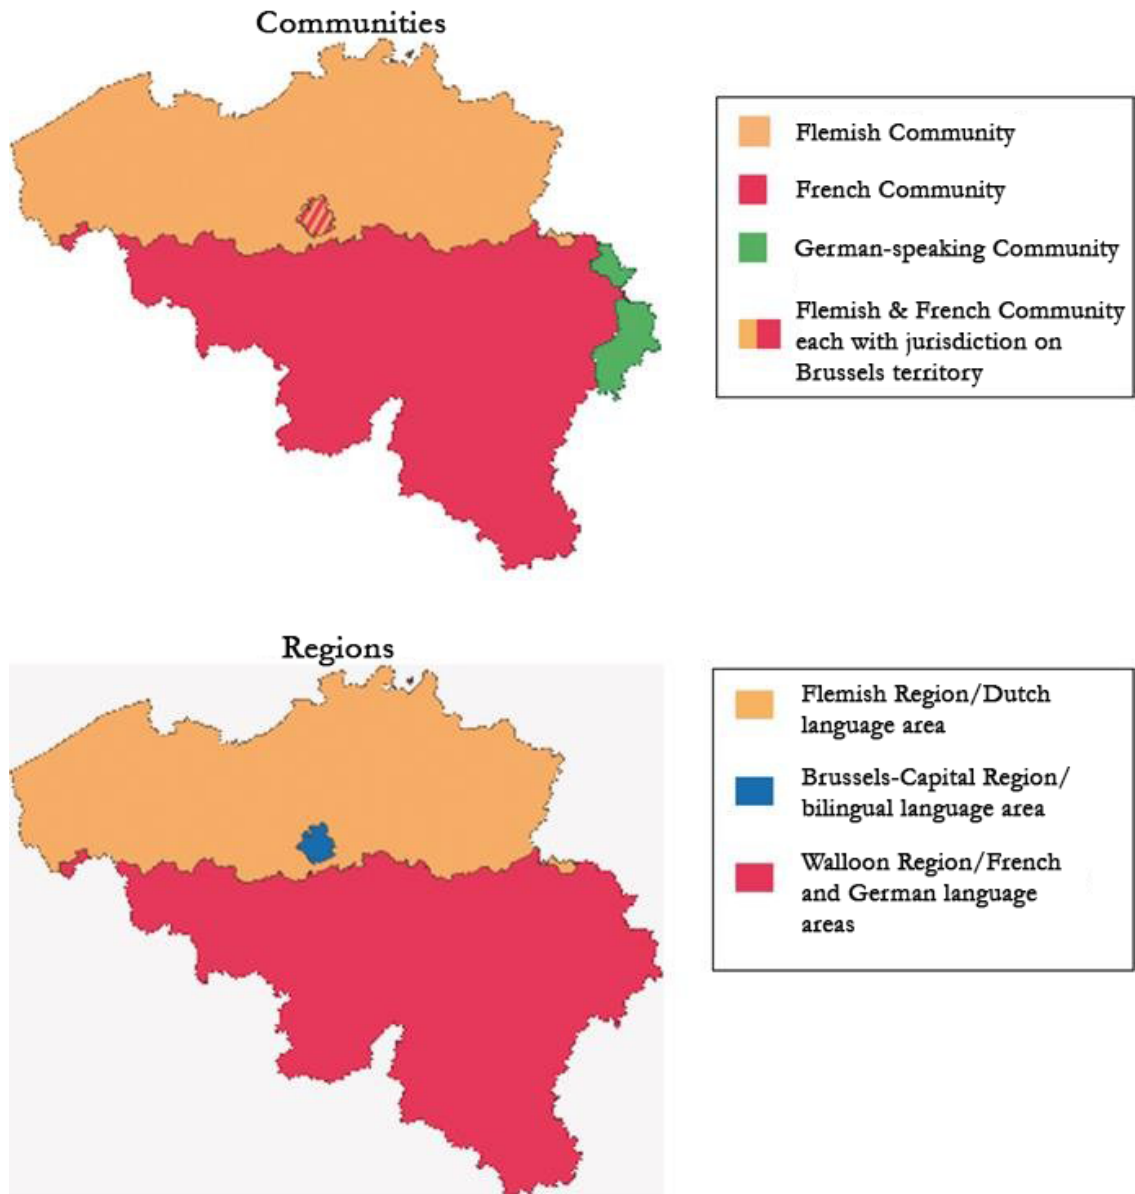 Communities
Flemish Community
French Community
German-speaking Community
Flemish & French Community
each with jurisdiction on
Brussels territory
Regions
Flemish Region/Dutch
language area
Brussels-Capital Region/
bilingual language area
Walloon Region/French
and German language
areas